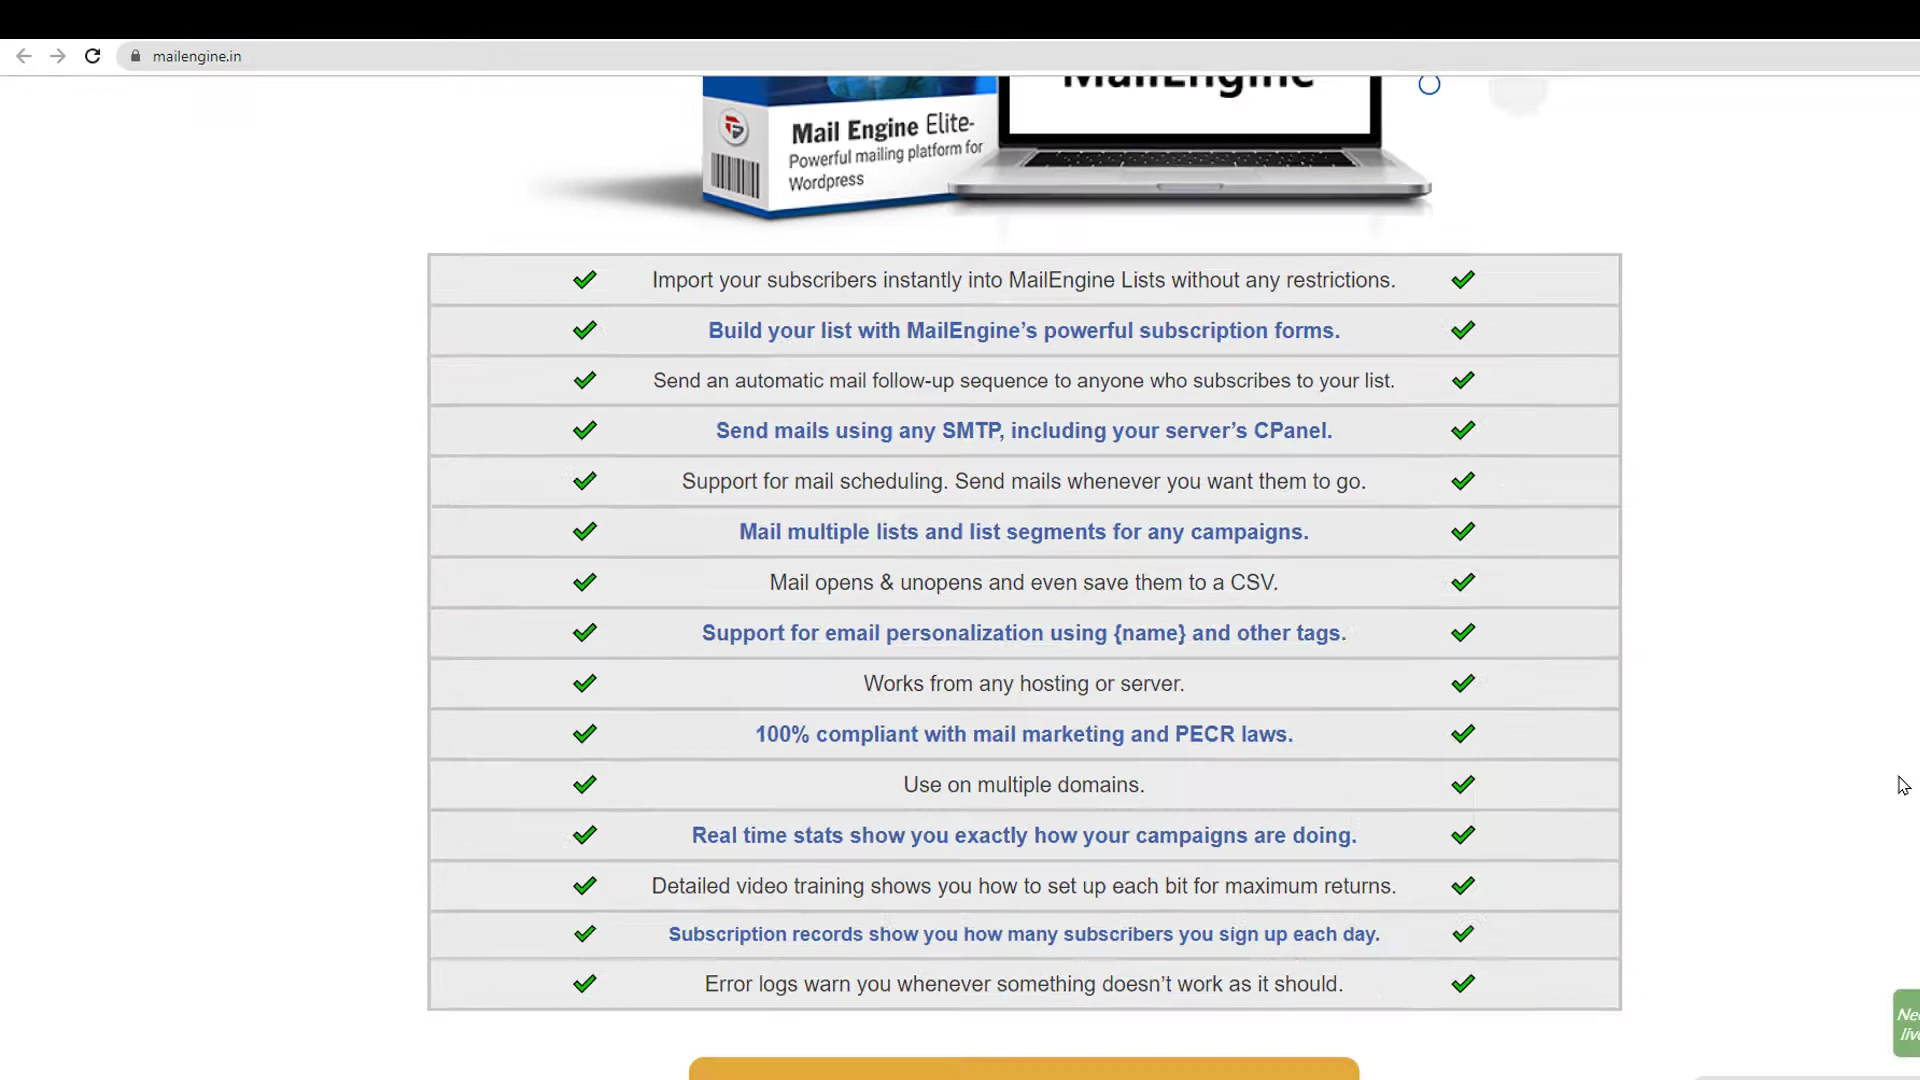 mailengine.in
MailEngine
Mail Engine Elite-
Powerful mailing platform for
Wordpress
Import your subscribers instantly into MailEngine Lists without any restrictions.
Build your list with MailEngine’s powerful subscription forms.
Send an automatic mail follow-up sequence to anyone who subscribes to your list.
Send mails using any SMTP, including your server’s CPanel.
Support for mail scheduling. Send mails whenever you want them to go.
Mail multiple lists and list segments for any campaigns.
Mail opens & unopens and even save them to a CSV.
Support for email personalization using {name} and other tags.
Works from any hosting or server.
100% compliant with mail marketing and PECR laws.
Use on multiple domains.
Real time stats show you exactly how your campaigns are doing.
Detailed video training shows you how to set up each bit for maximum returns.
Subscription records show you how many subscribers you sign up each day.
Error logs warn you whenever something doesn’t work as it should.